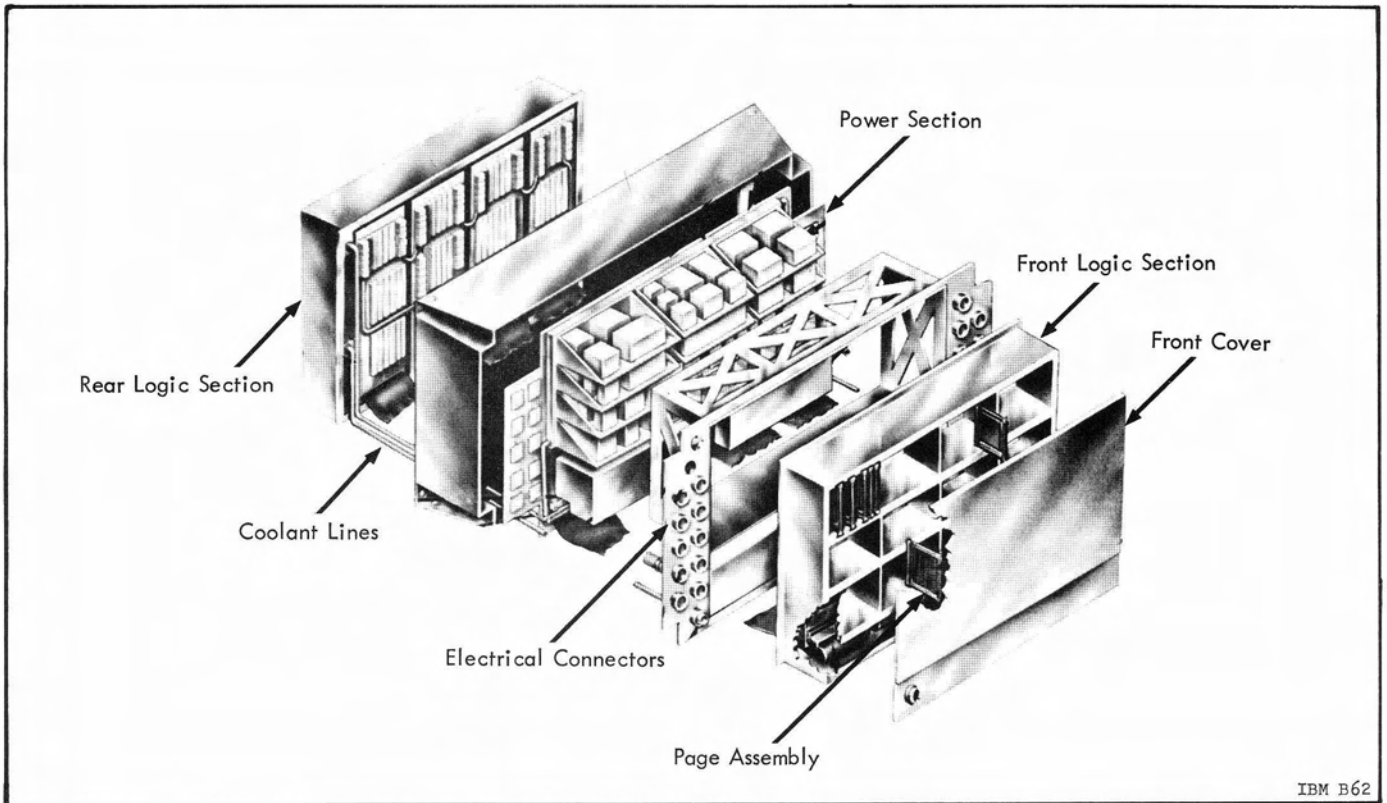 Power Section
Front Logic Section
Front Cover
Rear Logic Section
Coolant Lines
Electrical Connectors
Page Assembly
IBM B62